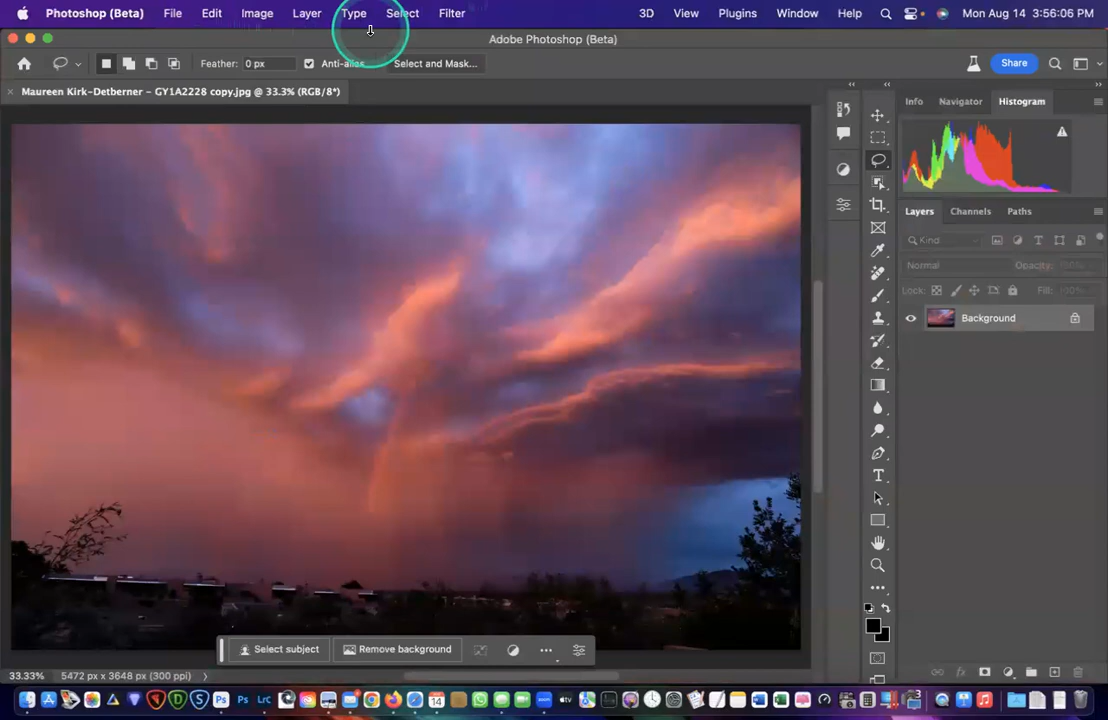 Photoshop (Beta) File Edit Image Layer Type Select Filter 3D View Plugins Window Help Mon Aug 14 3:56:06 PM
Adobe Photoshop (Beta)
Feather: 0 px Anti-alias Select and Mask... Share
Maureen Kirk-Detberner - GY1A2228 copy.jpg @ 33.3% (RGB/8*)
Info Navigator Histogram
Layers Channels Paths
Kind
Normal Opacity: 100%
Lock: Fill: 100%
Background
Select subject Remove background
33.33% 5472 px x 3648 px (300 ppi)